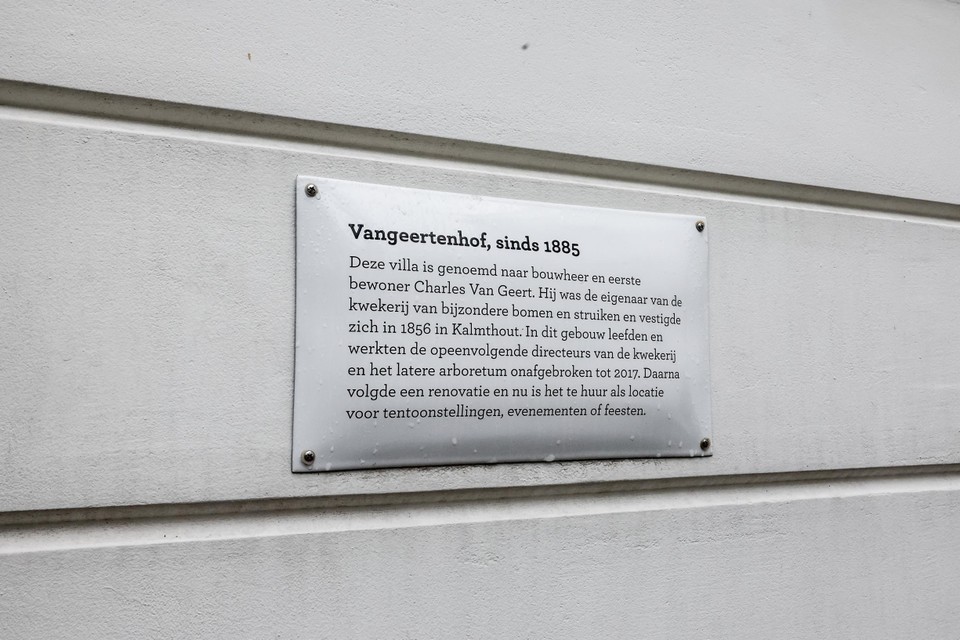 Vangeertenhof, sinds 1885
Deze villa is genoemd naar bouwheer en eerste
bewoner Charles Van Geert. Hij was de eigenaar van de
kwekerij van bijzondere bomen en struiken en vestigde
zich in 1856 in Kalmthout. In dit gebouw leefden en
werkten de opeenvolgende directeurs van de kwekerij
en het latere arboretum onafgebroken tot 2017. Daarna
volgde een renovatie en nu is het te huur als locatie
voor tentoonstellingen, evenementen of feesten.